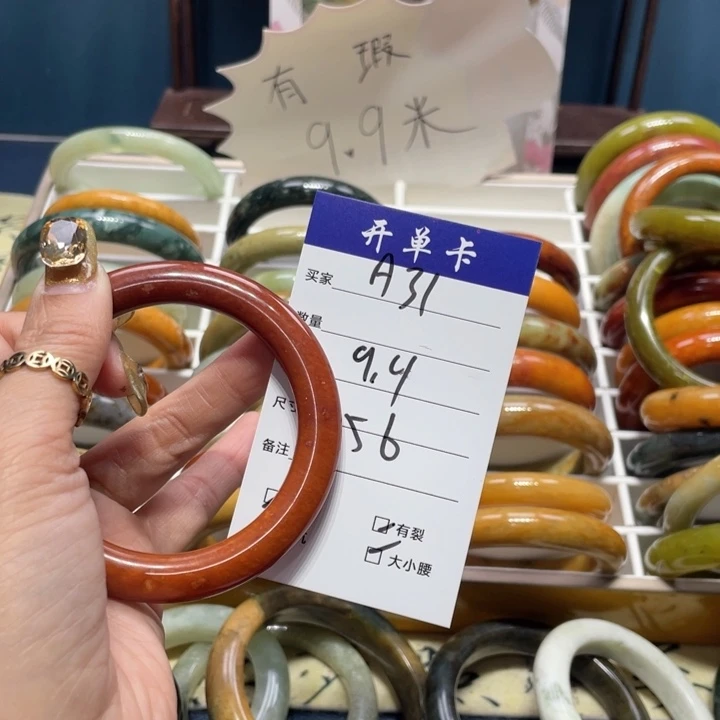 有 瑕
9.9米
开单卡
买家 A31
数量
9.4
尺寸 56
备注
有裂
大小腰